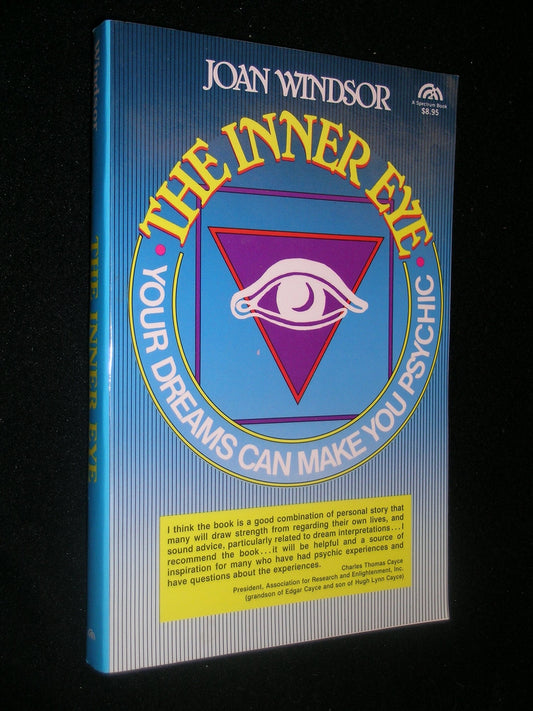 JOAN WINDSOR
A Spectrum Book
$8.95
THE INNER EYE
YOUR DREAMS CAN MAKE YOU PSYCHIC
I think the book is a good combination of personal story that
many will draw strength from regarding their own lives, and
sound advice, particularly related to dream interpretations...I
recommend the book...it will be helpful and a source of
inspiration for many who have had psychic experiences and
have questions about the experiences.
Charles Thomas Cayce
President, Association for Research and Enlightenment, Inc.
(grandson of Edgar Cayce and son of Hugh Lynn Cayce)
Windsor
THE INNER EYE